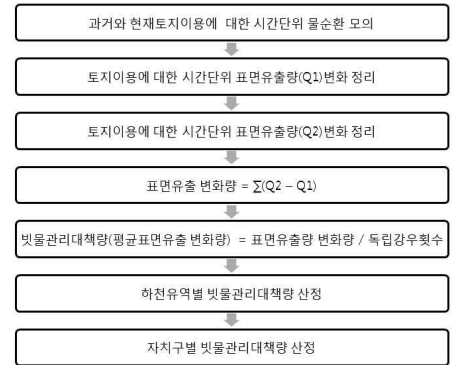 과거와 현재토지이용에 대한 시간단위 물순환 모의
토지이용에 대한 시간단위 표면유출량(Q1)변화 정리
토지이용에 대한 시간단위 표면유출량(Q2)변화 정리
표면유출 변화량 = ∑(Q2 – Q1)
빗물관리대책량(평균표면유출 변화량) = 표면유출량 변화량 / 독립강우횟수
하천유역별 빗물관리대책량 산정
자치구별 빗물관리대책량 산정